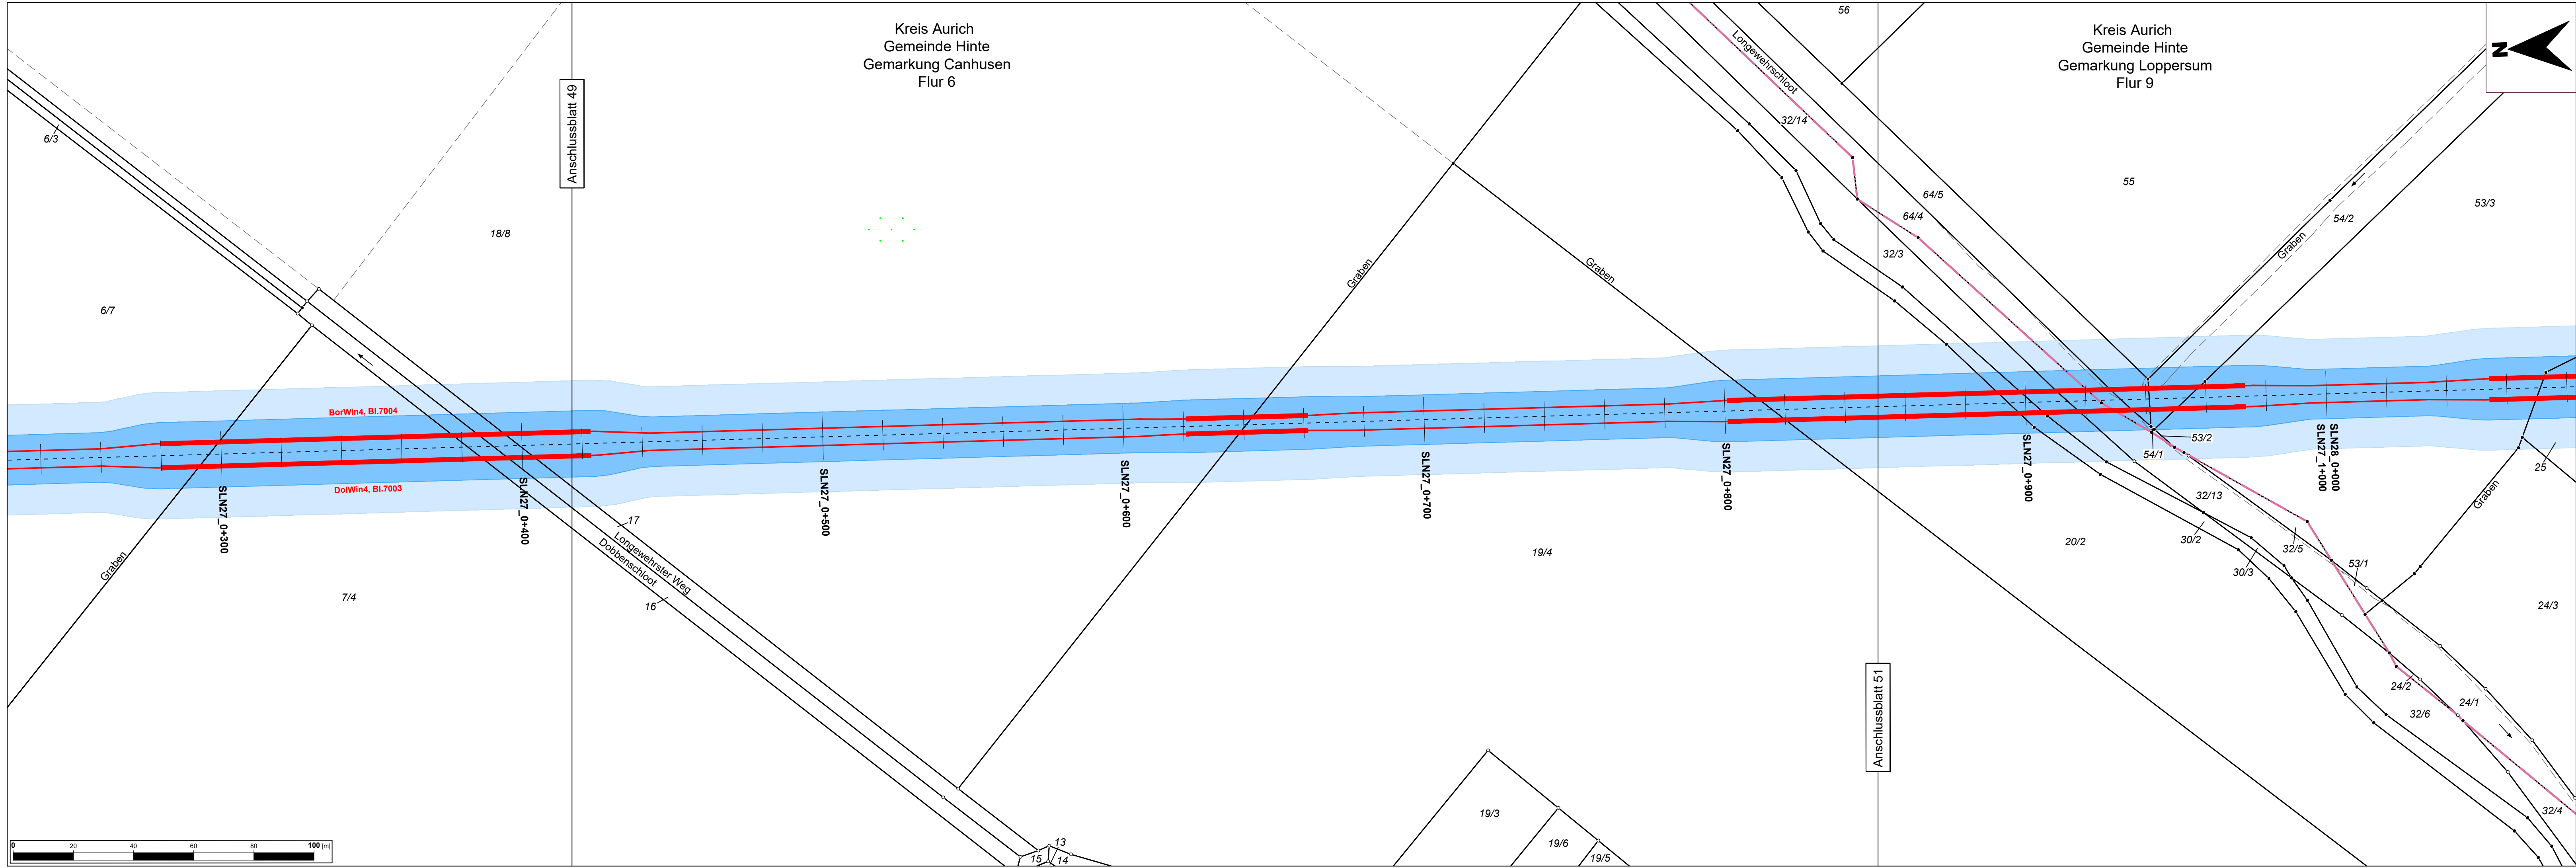 Kreis Aurich
Gemeinde Hinte
Gemarkung Canhusen
Flur 6
Kreis Aurich
Gemeinde Hinte
Gemarkung Loppersum
Flur 9
N
56
Longewehrschloot
Anschlussblatt 49
6/3
32/14
55
64/5
64/4
53/3
54/2
18/8
Graben
32/3
Graben
Graben
6/7
BorWin4, Bl.7004
DolWin4, Bl.7003
SLN27_0+300
SLN27_0+400
SLN27_0+500
SLN27_0+600
SLN27_0+700
SLN27_0+800
SLN27_0+900
SLN27_1+000
SLN28_0+000
53/2
54/1
25
Graben
32/13
17
Longewehrster Weg
Dobbenschloot
16
Graben
7/4
19/4
20/2
30/2
30/3
32/5
53/1
24/3
24/2
24/1
32/6
32/4
Anschlussblatt 51
19/3
19/6
19/5
13
15
14
0 20 40 60 80 100 [m]